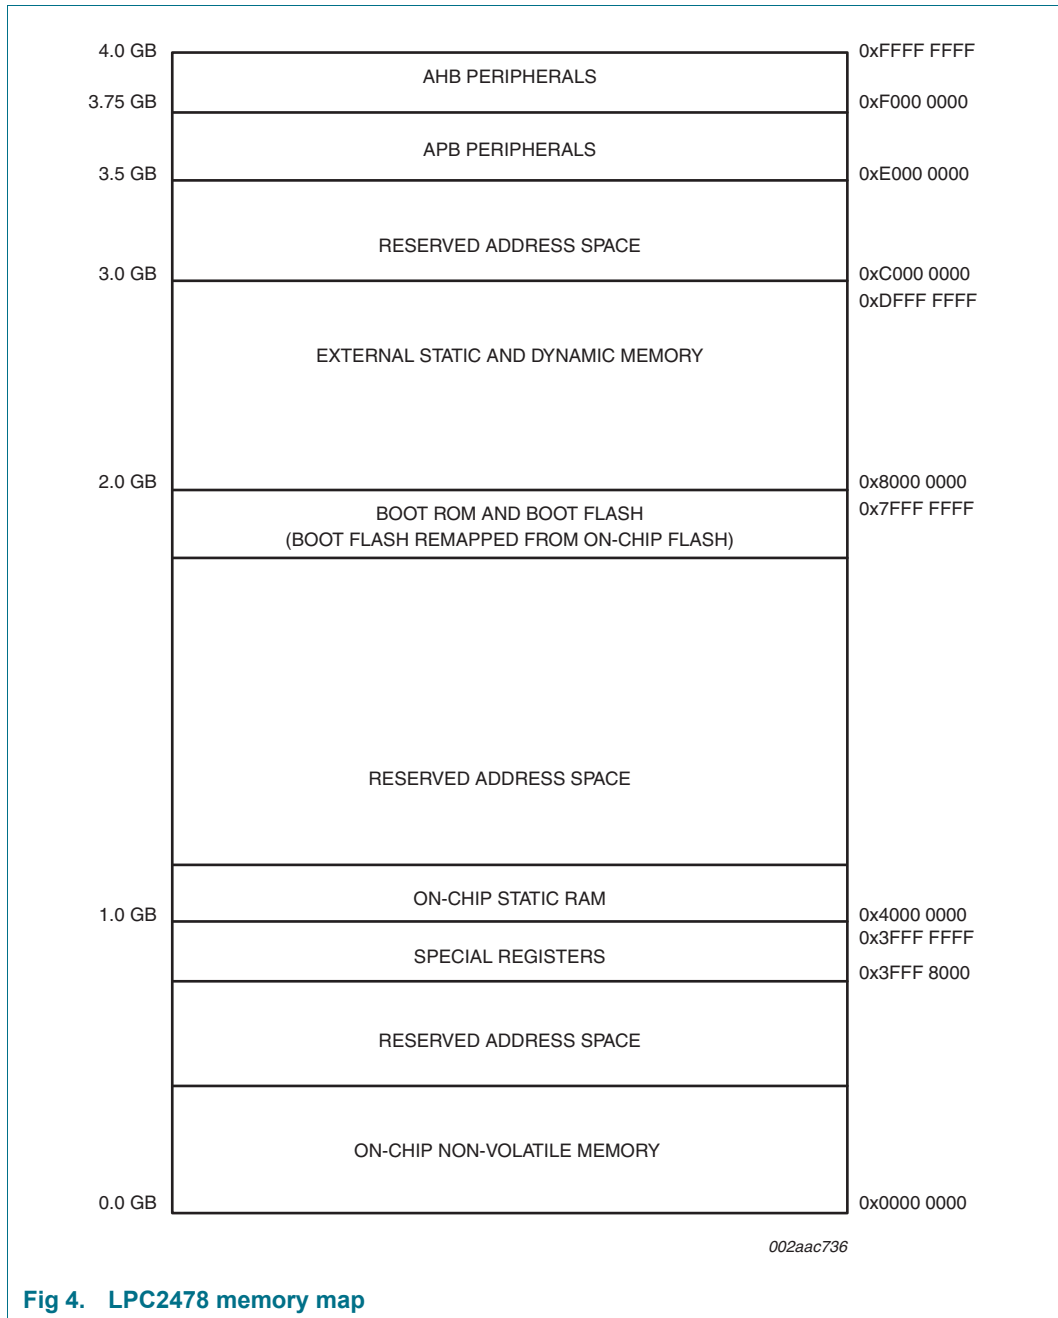 4.0 GB
0xFFFF FFFF
AHB PERIPHERALS
3.75 GB
0xF000 0000
APB PERIPHERALS
3.5 GB
0xE000 0000
RESERVED ADDRESS SPACE
3.0 GB
0xC000 0000
0xDFFF FFFF
EXTERNAL STATIC AND DYNAMIC MEMORY
2.0 GB
0x8000 0000
0x7FFF FFFF
BOOT ROM AND BOOT FLASH
(BOOT FLASH REMAPPED FROM ON-CHIP FLASH)
RESERVED ADDRESS SPACE
ON-CHIP STATIC RAM
1.0 GB
0x4000 0000
0x3FFF FFFF
SPECIAL REGISTERS
0x3FFF 8000
RESERVED ADDRESS SPACE
ON-CHIP NON-VOLATILE MEMORY
0.0 GB
0x0000 0000
002aac736
Fig 4. LPC2478 memory map